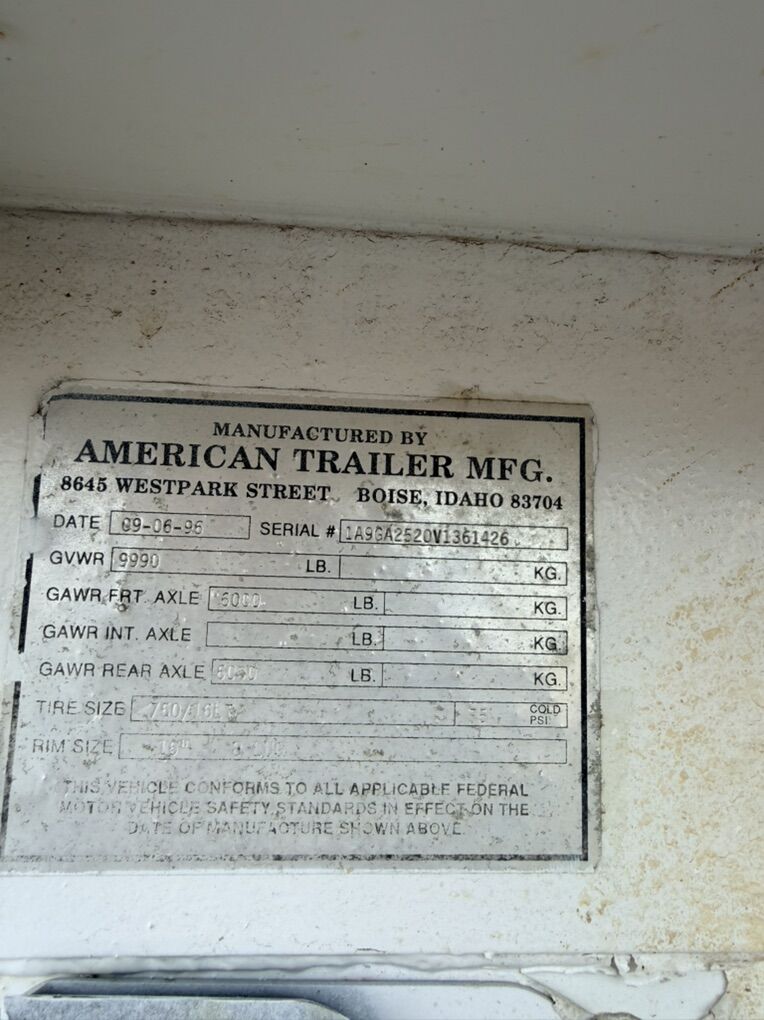 MANUFACTURED BY
AMERICAN TRAILER MFG.
8645 WESTPARK STREET BOISE, IDAHO 83704
DATE 09-06-96 SERIAL # 1A9GA2520V1361426
GVWR 9990 LB. KG.
GAWR FRT. AXLE 6000 LB. KG.
GAWR INT. AXLE LB. KG.
GAWR REAR AXLE LB. KG.
TIRE SIZE COLD PSI:
RIM SIZE
THIS VEHICLE CONFORMS TO ALL APPLICABLE FEDERAL
MOTOR VEHICLE SAFETY STANDARDS IN EFFECT ON THE
DATE OF MANUFACTURE SHOWN ABOVE.